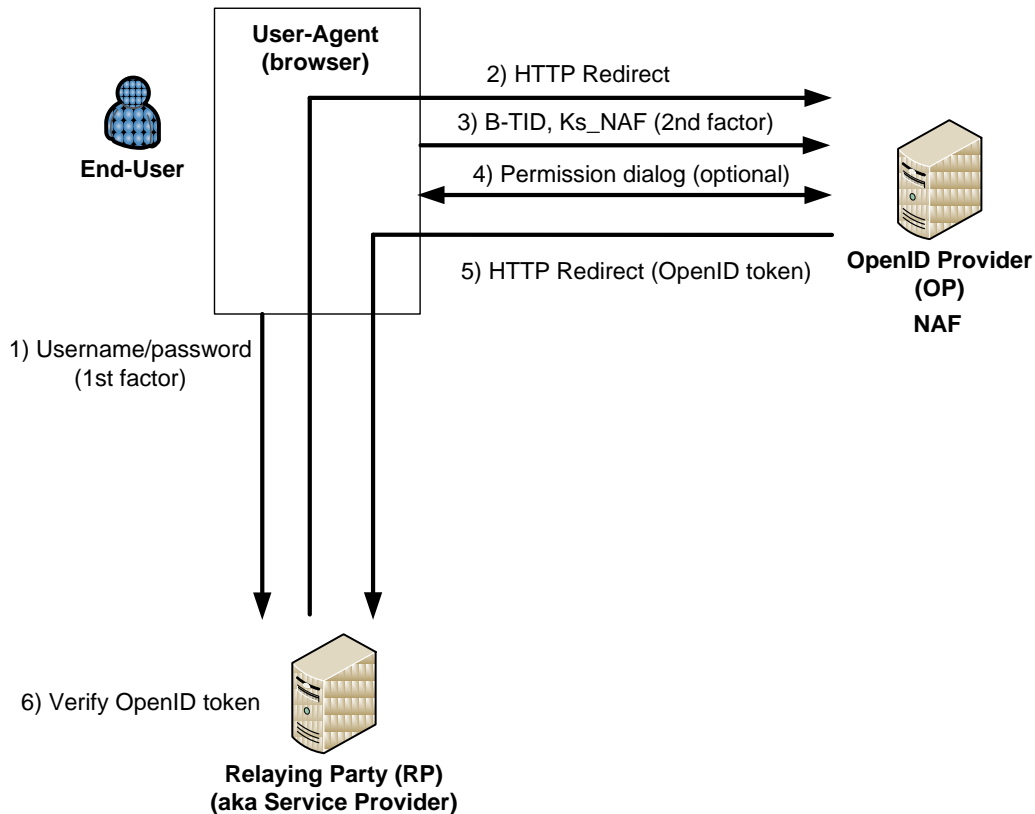 User-Agent
(browser)
End-User
2) HTTP Redirect
3) B-TID, Ks_NAF (2nd factor)
4) Permission dialog (optional)
5) HTTP Redirect (OpenID token)
OpenID Provider
(OP)
NAF
1) Username/password
(1st factor)
6) Verify OpenID token
Relaying Party (RP)
(aka Service Provider)